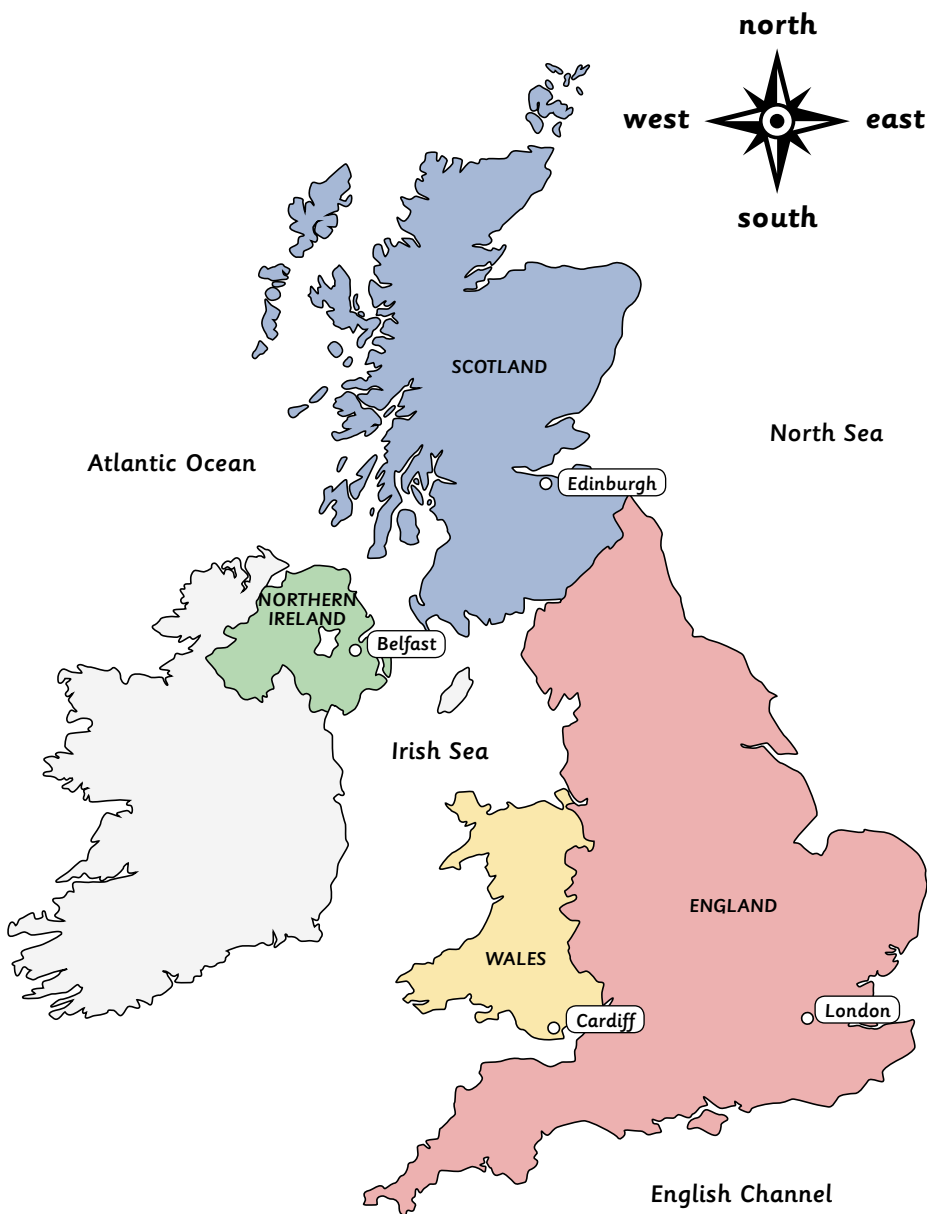 north
west
east
south
SCOTLAND
North Sea
Atlantic Ocean
Edinburgh
NORTHERN
IRELAND
Belfast
Irish Sea
ENGLAND
WALES
London
Cardiff
English Channel